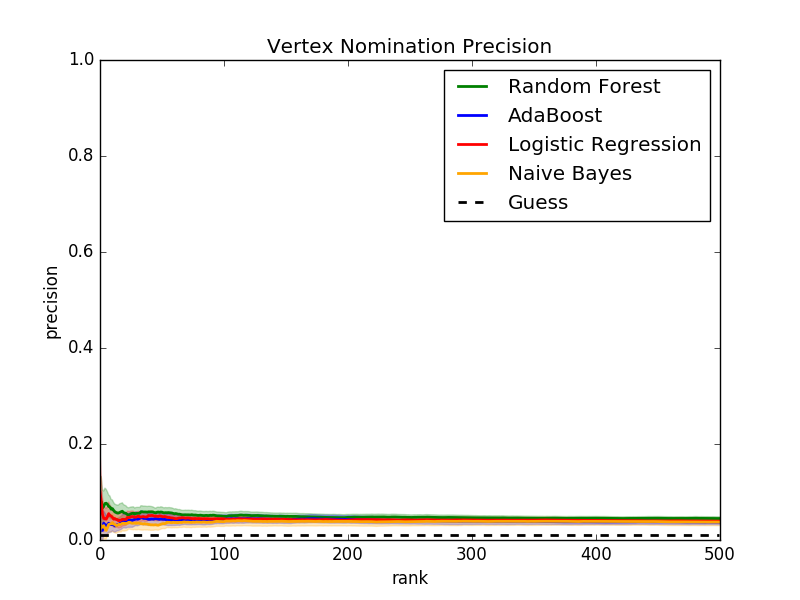 Vertex Nomination Precision
1.0
0.8
0.6
0.4
0.2
0.0
precision
Random Forest
AdaBoost
Logistic Regression
Naive Bayes
Guess
0
100
200
300
400
500
rank